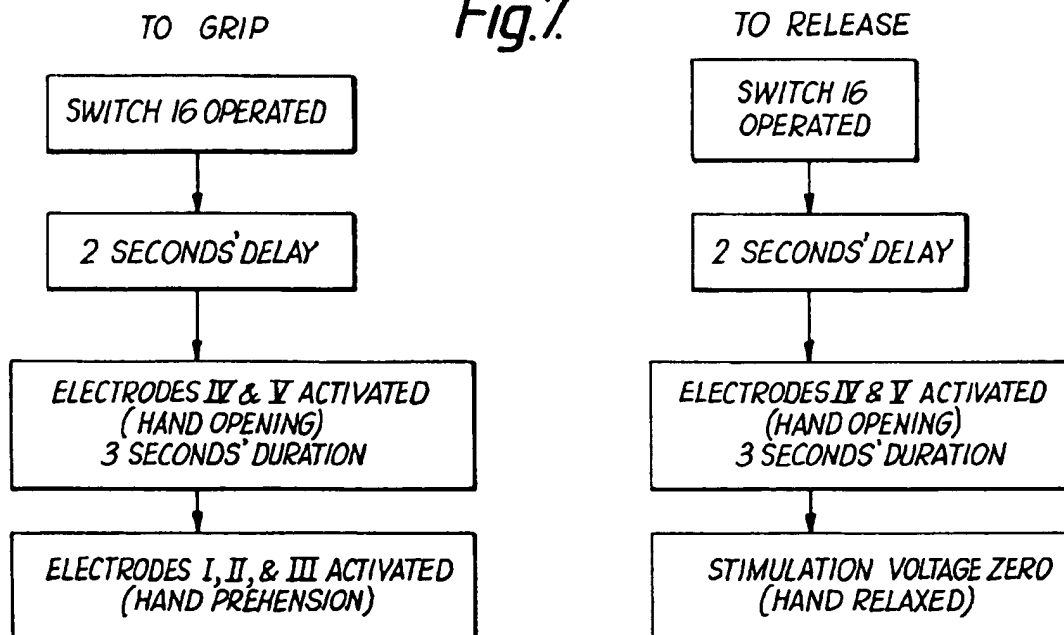 Fig.7.
TO GRIP
SWITCH 16 OPERATED
2 SECONDS' DELAY
ELECTRODES IV & V ACTIVATED
(HAND OPENING)
3 SECONDS' DURATION
ELECTRODES I, II, & III ACTIVATED
(HAND PREHENSION)
TO RELEASE
SWITCH 16
OPERATED
2 SECONDS' DELAY
ELECTRODES IV & V ACTIVATED
(HAND OPENING)
3 SECONDS' DURATION
STIMULATION VOLTAGE ZERO
(HAND RELAXED)